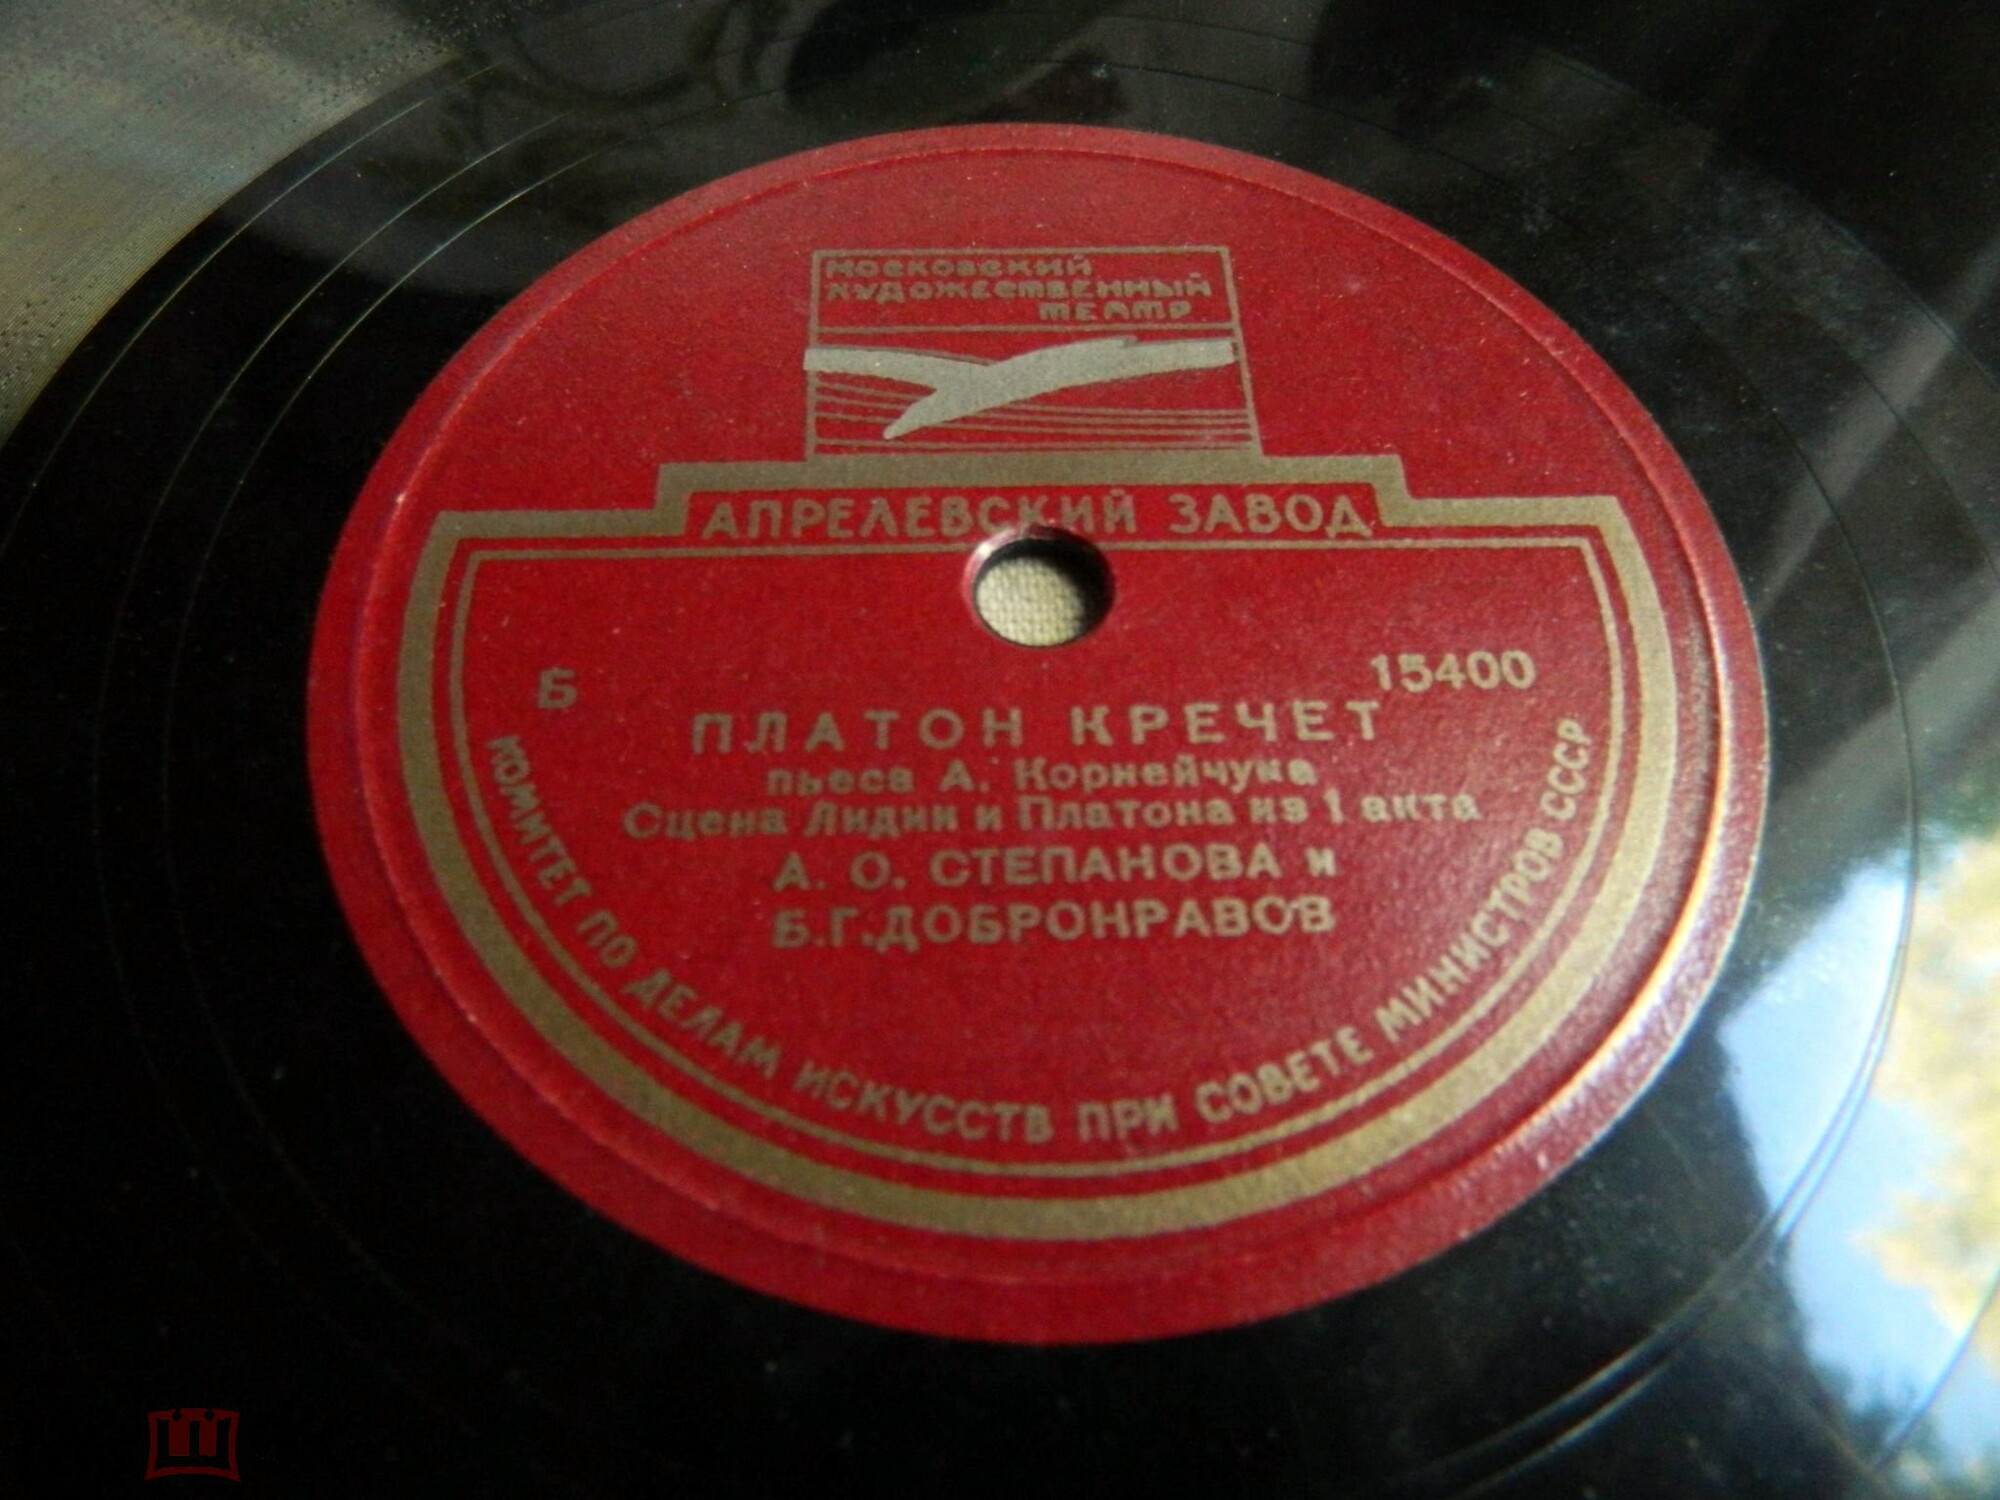 МОСКОВСКИЙ
ХУДОЖЕСТВЕННЫЙ
ТЕАТР
АПРЕЛЕВСКИЙ ЗАВОД
Б 15400
ПЛАТОН КРЕЧЕТ
пьеса А. Корнейчука
Сцена Лидии и Платона из 1 акта
А. О. СТЕПАНОВА и
Б.Г.ДОБРОНРАВОВ
КОМИТЕТ ПО ДЕЛАМ ИСКУССТВ ПРИ СОВЕТЕ МИНИСТРОВ СССР